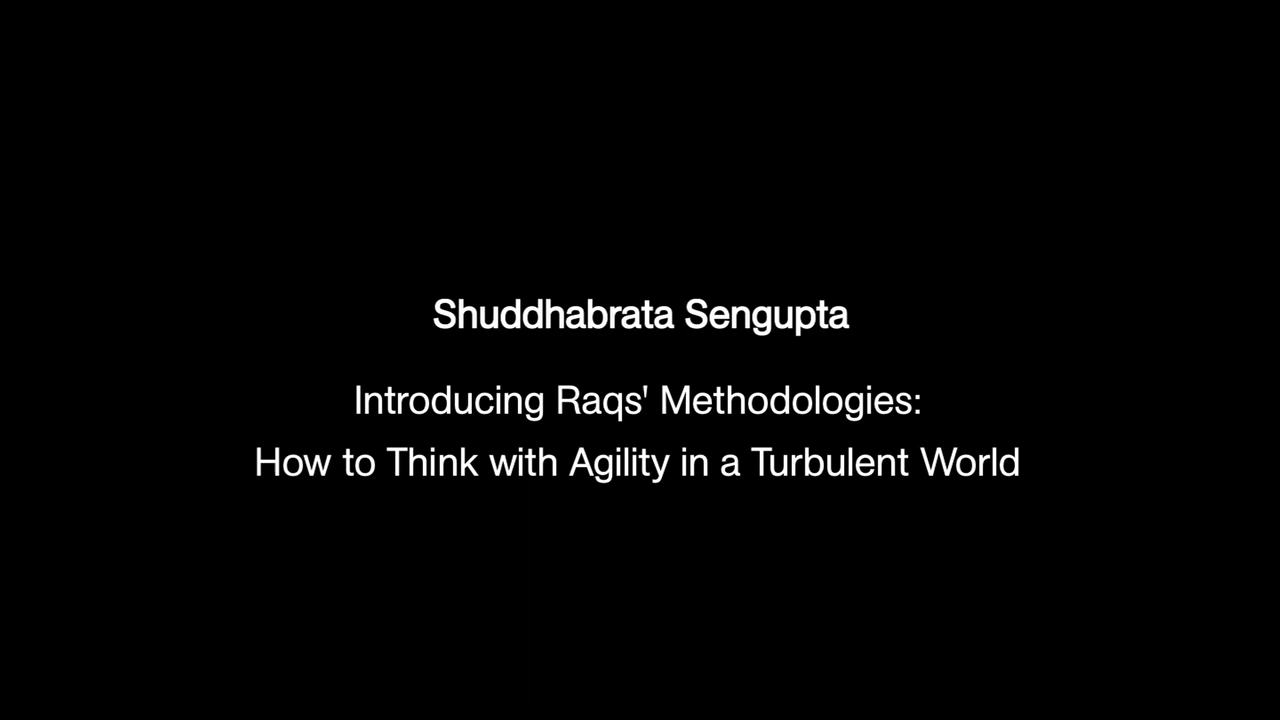 Shuddhabrata Sengupta
Introducing Raqs' Methodologies:
How to Think with Agility in a Turbulent World